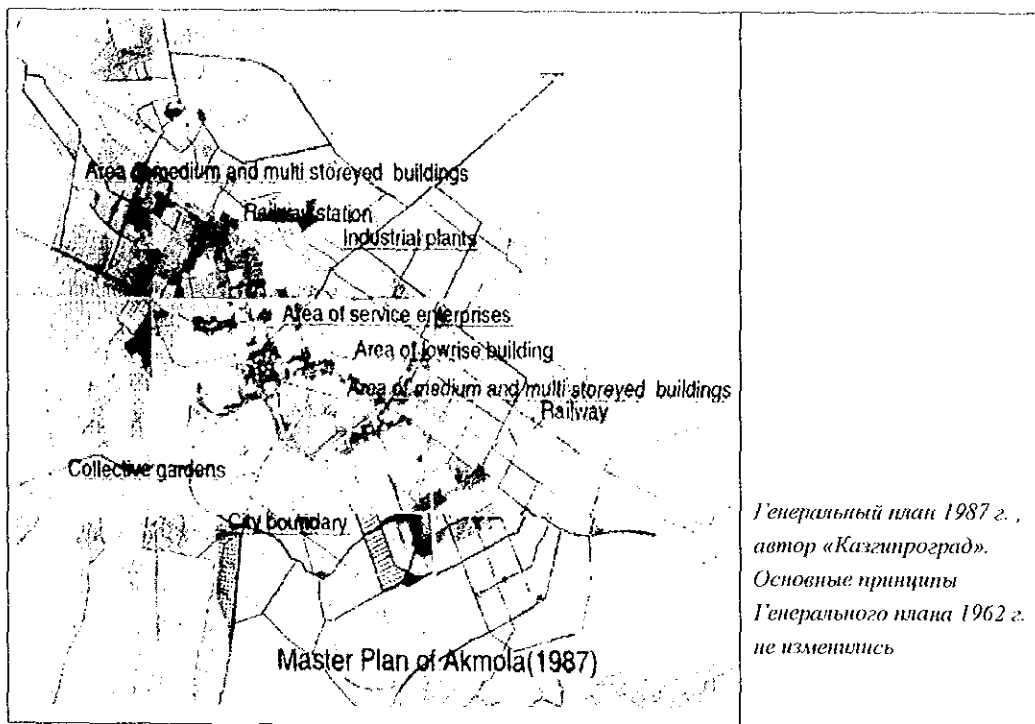 Area of medium and multi storeyed buildings
Railway station
Industrial plants
Area of service enterprises
Area of lowrise building
Area of medium and multi storeyed buildings
Railway
Collective gardens
City boundary
Master Plan of Akmola(1987)
Генеральный план 1987 г. ,
автор «Казгипроград».
Основные принципы
Генерального плана 1962 г.
не изменились